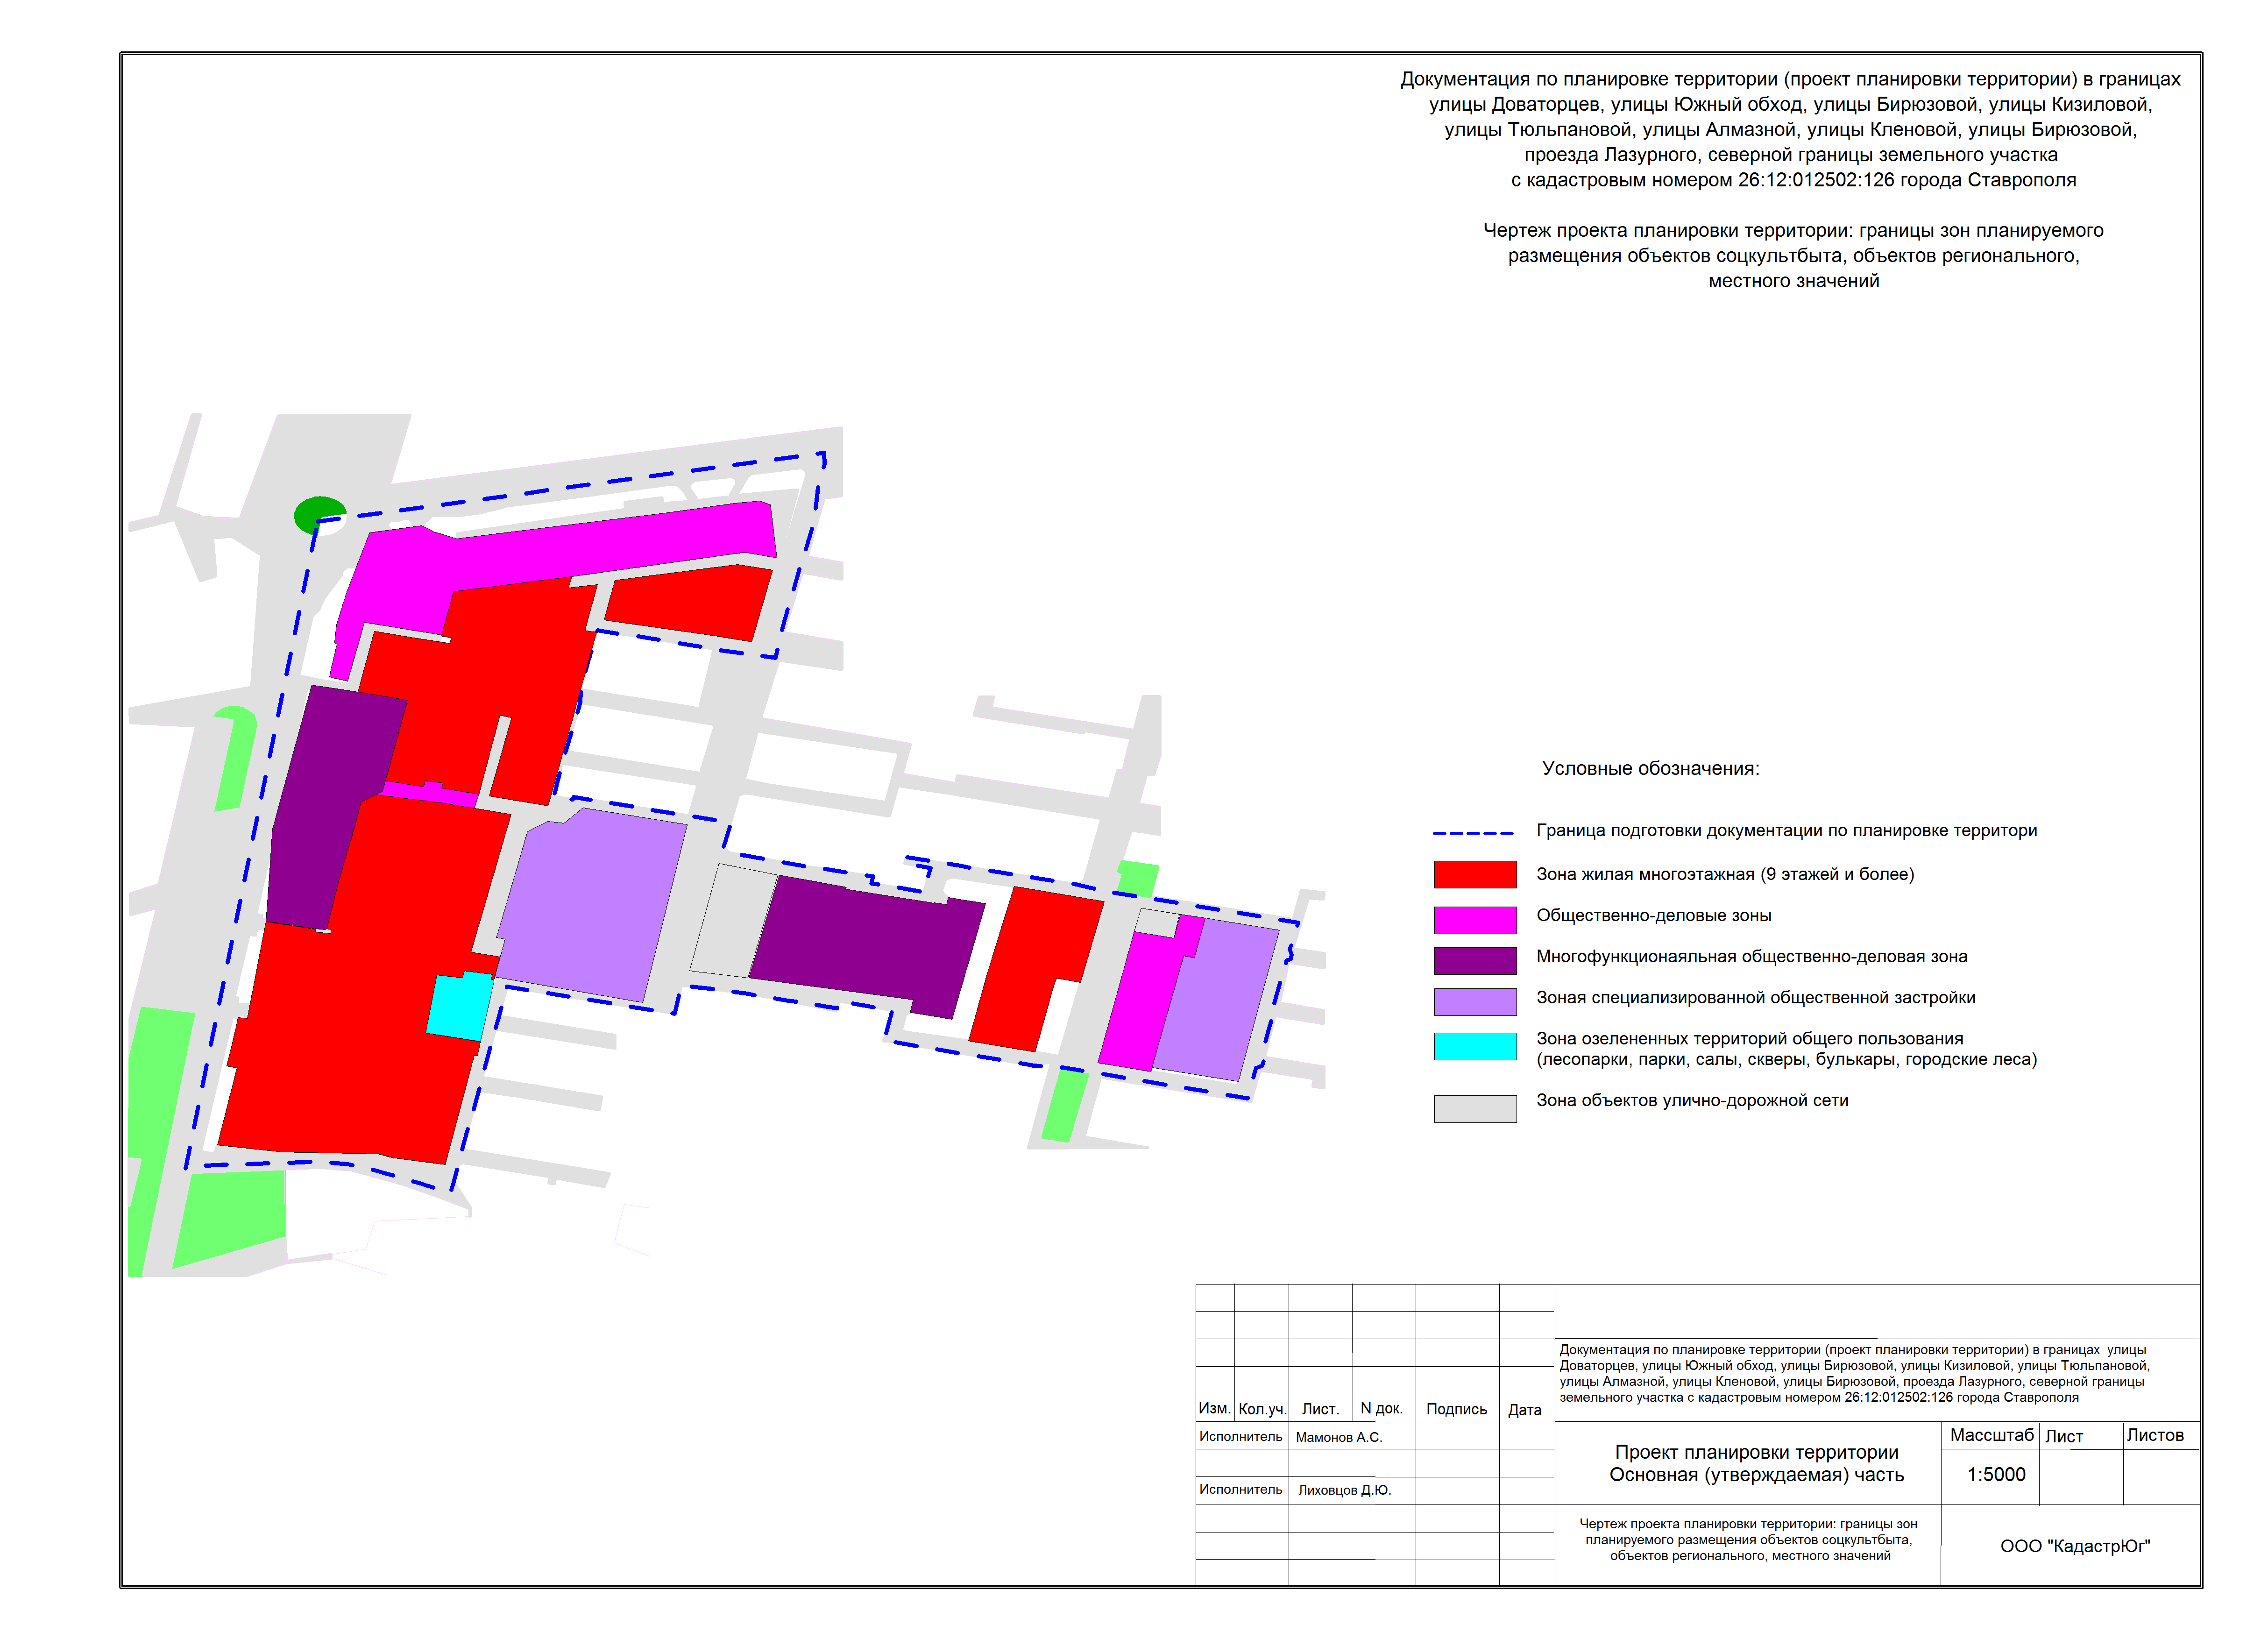 Документация по планировке территории (проект планировки территории) в границах
улицы Доваторцев, улицы Южный обход, улицы Бирюзовой, улицы Кизиловой,
улицы Тюльпановой, улицы Алмазной, улицы Кленовой, улицы Бирюзовой,
проезда Лазурного, северной границы земельного участка
с кадастровым номером 26:12:012502:126 города Ставрополя
Чертеж проекта планировки территории: границы зон планируемого
размещения объектов соцкультбыта, объектов регионального,
местного значений
Условные обозначения:
Граница подготовки документации по планировке территори
Зона жилая многоэтажная (9 этажей и более)
Общественно-деловые зоны
Многофункционаяльная общественно-деловая зона
Зоная специализированной общественной застройки
Зона озелененных территорий общего пользования
(лесопарки, парки, салы, скверы, булькары, городские леса)
Зона объектов улично-дорожной сети
Документация по планировке территории (проект планировки территории) в границах улицы
Доваторцев, улицы Южный обход, улицы Бирюзовой, улицы Кизиловой, улицы Тюльпановой,
улицы Алмазной, улицы Кленовой, улицы Бирюзовой, проезда Лазурного, северной границы
земельного участка с кадастровым номером 26:12:012502:126 города Ставрополя
Изм. Кол.уч. Лист. N док. Подпись Дата
Исполнитель Мамонов А.С.
Исполнитель Лиховцов Д.Ю.
Проект планировки территории
Основная (утверждаемая) часть
Массштаб Лист Листов
1:5000
Чертеж проекта планировки территории: границы зон
планируемого размещения объектов соцкультбыта,
объектов регионального, местного значений
ООО "КадастрЮг"